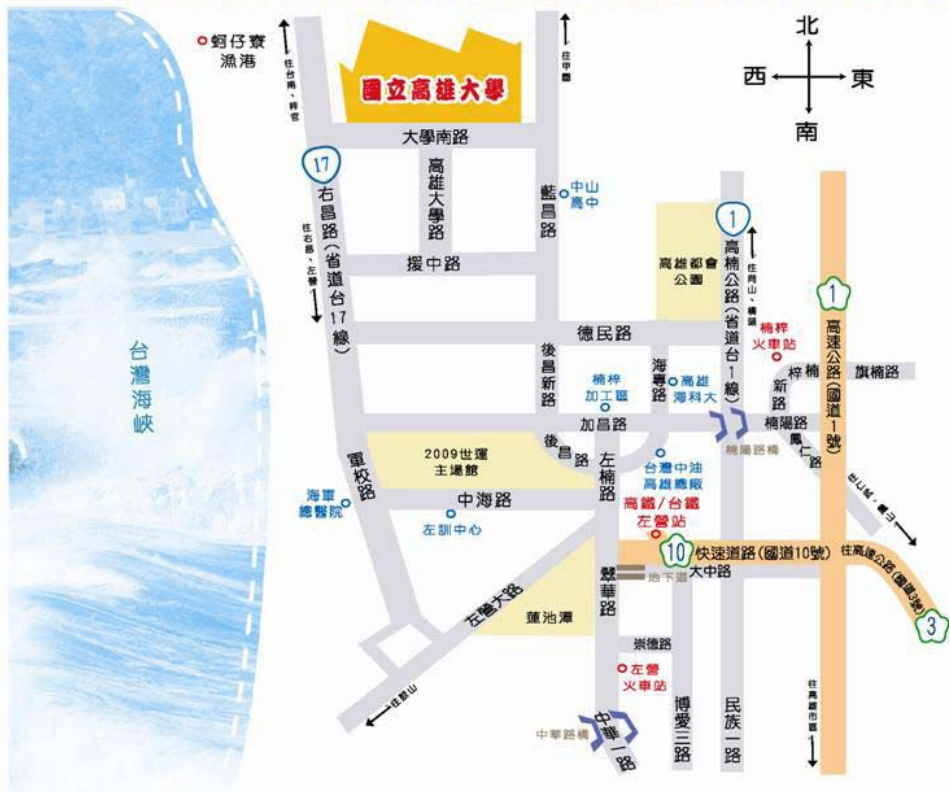 北
西 東
南
蚵仔寮
漁港
往台南、梓官
國立高雄大學
往甲圍
大學南路
17
右昌路(省道台17線)
高雄大學路
藍昌路
中山
高中
1
高楠公路(省道台1線)
往岡山、橋頭
高雄都會
公園
1
高速公路(國道1號)
往右昌、左營
援中路
德民路
楠梓
火車站
台灣海峽
後昌新路
楠梓
加工區
海專路
高雄
海科大
楠梓新路
旗楠路
加昌路
楠陽路
楠陽路橋
鳳仁路
往仁武、鳳山
2009世運
主場館
後昌路
左楠路
台灣中油
高雄總廠
軍校路
海軍
總醫院
中海路
左訓中心
高鐵/台鐵
左營站
10
快速道路(國道10號)
往高速公路(國道3號)
3
大中路
地下道
翠華路
左營大路
蓮池潭
崇德路
左營
火車站
往鼓山
中華路橋
中華一路
博愛三路
民族一路
往高雄市區